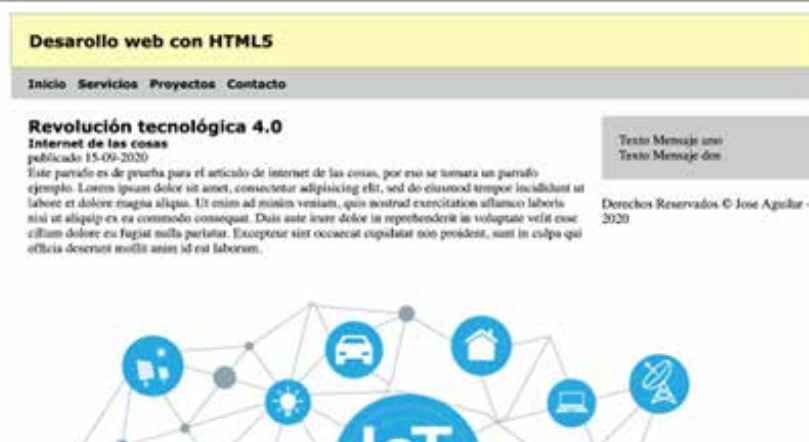 Desarollo web con HTML5
Inicio Servicios Proyectos Contacto
Revolución tecnológica 4.0
Internet de las cosas
publicado 15-09-2020
Este parrafo es de prueba para el articulo de internet de las cosas, por eso se tomara un parrafo
ejemplo. Lorem ipsum dolor sit amet, consectetur adipisicing elit, sed do eiusmod tempor incididunt ut
labore et dolore magna aliqua. Ut enim ad minim veniam, quis nostrud exercitation ullamco laboris
nisi ut aliquip ex ea commodo consequat. Duis aute irure dolor in reprehenderit in voluptate velit esse
cillum dolore eu fugiat nulla pariatur. Excepteur sint occaecat cupidatat non proident, sunt in culpa qui
officia deserunt mollit anim id est laborum.
Texto Mensaje uno
Texto Mensaje dos
Derechos Reservados © Jose Aguilar -
2020
IoT